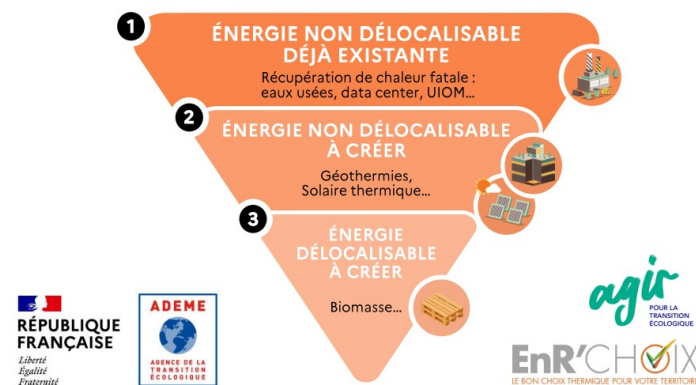 1
ÉNERGIE NON DÉLOCALISABLE
DÉJÀ EXISTANTE
Récupération de chaleur fatale :
eaux usées, data center, UIOM...
2
ÉNERGIE NON DÉLOCALISABLE
À CRÉER
Géothermies,
Solaire thermique...
3
ÉNERGIE
DÉLOCALISABLE
À CRÉER
Biomasse...
RÉPUBLIQUE
FRANÇAISE
Liberté
Égalité
Fraternité
ADEME
AGENCE DE LA
TRANSITION
ÉCOLOGIQUE
agir
POUR LA
TRANSITION
ÉCOLOGIQUE
EnR'CHOIX
LE BON CHOIX THERMIQUE POUR VOTRE TERRITOIRE